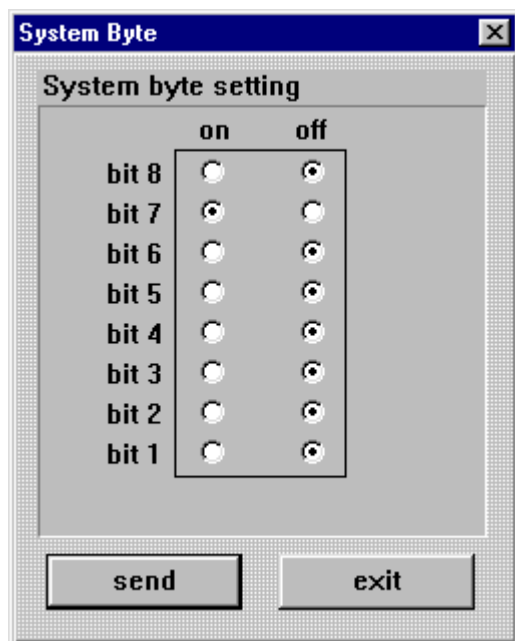 System Byte
System byte setting
on off
bit 8
bit 7
bit 6
bit 5
bit 4
bit 3
bit 2
bit 1
send exit